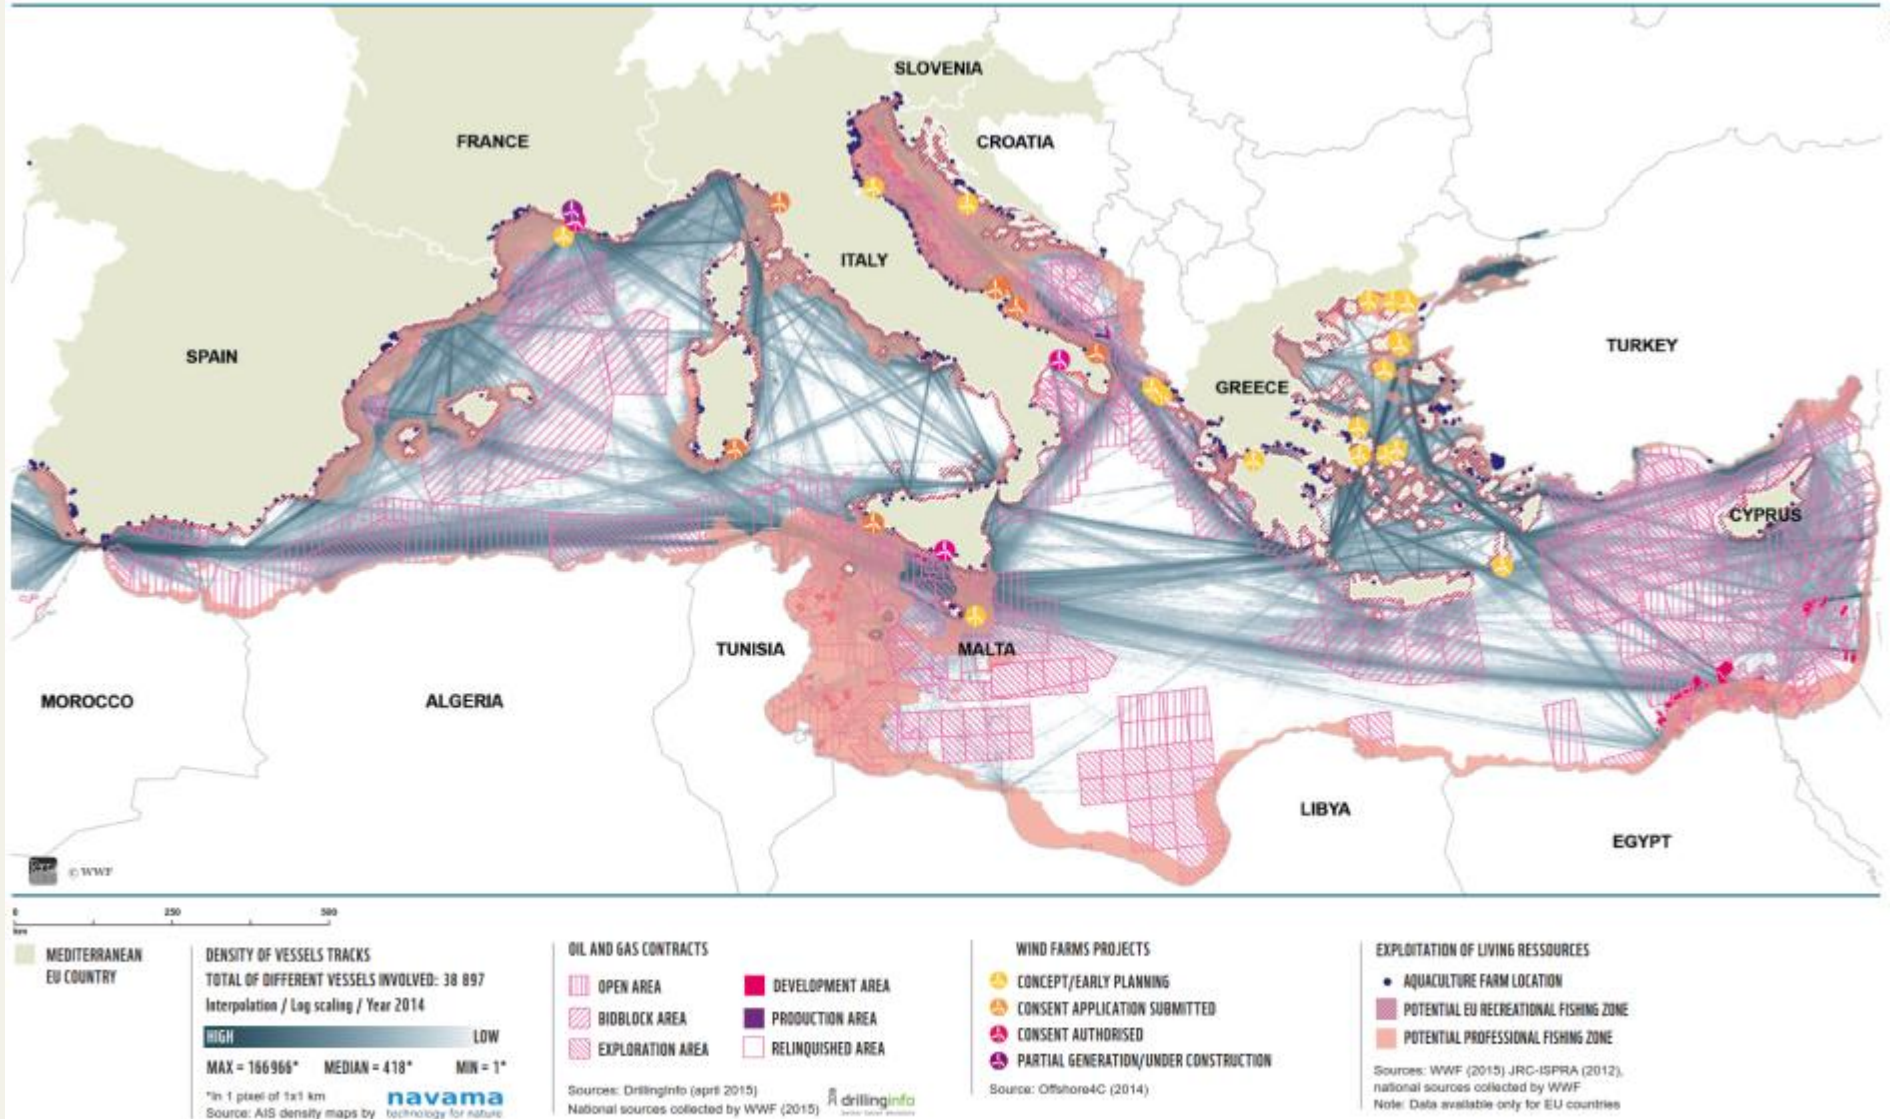 SLOVENIA
FRANCE
CROATIA
ITALY
SPAIN
TURKEY
GREECE
CYPRUS
TUNISIA
MALTA
MOROCCO
ALGERIA
LIBYA
EGYPT
© WWF
0 250 500
km
MEDITERRANEAN
EU COUNTRY
DENSITY OF VESSELS TRACKS
TOTAL OF DIFFERENT VESSELS INVOLVED: 38 897
Interpolation / Log scaling / Year 2014
HIGH LOW
MAX = 166966* MEDIAN = 418* MIN = 1*
*In 1 pixel of 1x1 km
Source: AIS density maps by
navama
technology for nature
OIL AND GAS CONTRACTS
OPEN AREA
BIDBLOCK AREA
EXPLORATION AREA
DEVELOPMENT AREA
PRODUCTION AREA
RELINQUISHED AREA
Sources: DrillingInfo (april 2015)
National sources collected by WWF (2015)
drillinginfo
WIND FARMS PROJECTS
CONCEPT/EARLY PLANNING
CONSENT APPLICATION SUBMITTED
CONSENT AUTHORISED
PARTIAL GENERATION/UNDER CONSTRUCTION
Source: Offshore4C (2014)
EXPLOITATION OF LIVING RESSOURCES
AQUACULTURE FARM LOCATION
POTENTIAL EU RECREATIONAL FISHING ZONE
POTENTIAL PROFESSIONAL FISHING ZONE
Sources: WWF (2015) JRC-ISPRA (2012),
national sources collected by WWF
Note: Data available only for EU countries